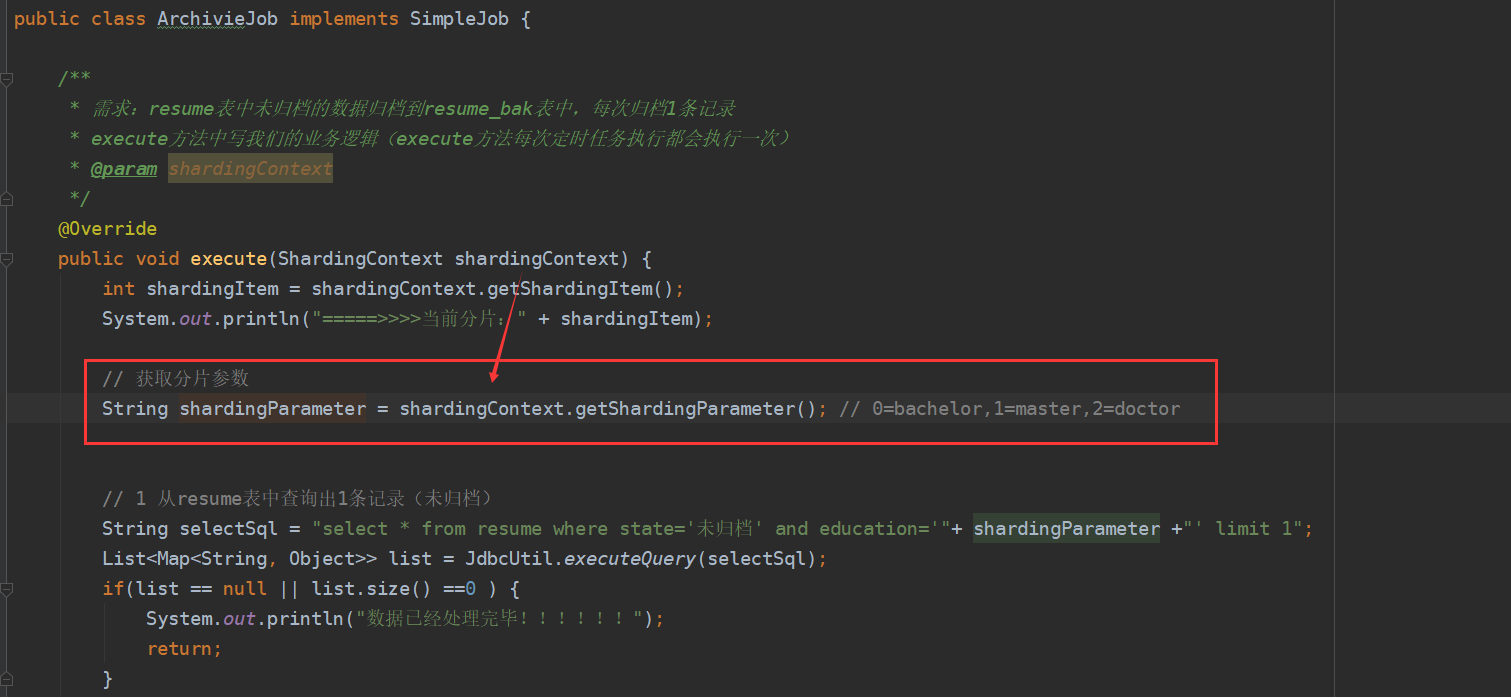 public class ArchivieJob implements SimpleJob {
/**
* 需求：resume表中未归档的数据归档到resume_bak表中，每次归档1条记录
* execute方法中写我们的业务逻辑（execute方法每次定时任务执行都会执行一次）
* @param shardingContext
*/
@Override
public void execute(ShardingContext shardingContext) {
int shardingItem = shardingContext.getShardingItem();
System.out.println("=====>>>>当前分片：" + shardingItem);
// 获取分片参数
String shardingParameter = shardingContext.getShardingParameter(); // 0=bachelor,1=master,2=doctor
// 1 从resume表中查询出1条记录（未归档）
String selectSql = "select * from resume where state='未归档' and education='"+ shardingParameter +"' limit 1";
List<Map<String, Object>> list = JdbcUtil.executeQuery(selectSql);
if(list == null || list.size() ==0 ) {
System.out.println("数据已经处理完毕！！！！！！");
return;
}